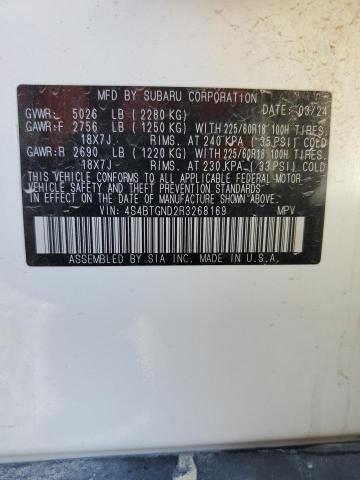 MFD BY SUBARU CORPORATION
GVWR: 5026 LB (2280 KG) DATE: 03/24
GAWR:F 2756 LB (1250 KG) WITH 225/60R18 100H TIRES,
18X7J RIMS, AT 240 KPA (35 PSI) COLD
GAWR:R 2690 LB (1220 KG) WITH 225/60R18 100H TIRES,
18X7J RIMS, AT 230 KPA (33 PSI) COLD
THIS VEHICLE CONFORMS TO ALL APPLICABLE FEDERAL MOTOR
VEHICLE SAFETY AND THEFT PREVENTION STANDARDS
IN EFFECT ON THE DATE OF MANUFACTURE SHOWN ABOVE.
VIN: 4S4BTGND2R3268169 MPV
ASSEMBLED BY SIA INC. MADE IN U.S.A.